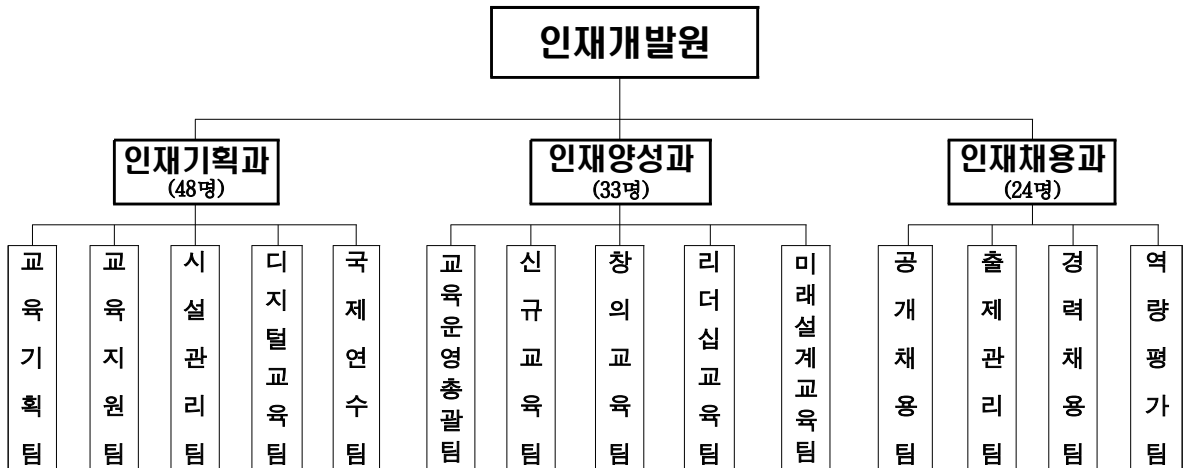 인재개발원
인재기획과
(48명)
인재양성과
(33명)
인재채용과
(24명)
교육기획팀
교육지원팀
시설관리팀
디지털교육팀
국제연수팀
교육운영총괄팀
신규교육팀
창의교육팀
리더십교육팀
미래설계교육팀
공개채용팀
출제관리팀
경력채용팀
역량평가팀